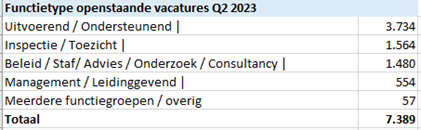 Functietype openstaande vacatures Q2 2023
Uitvoerend / Ondersteunend | 3.734
Inspectie / Toezicht | 1.564
Beleid / Staf/ Advies / Onderzoek / Consultancy | 1.480
Management / Leidinggevend | 554
Meerdere functiegroepen / overig 57
Totaal 7.389